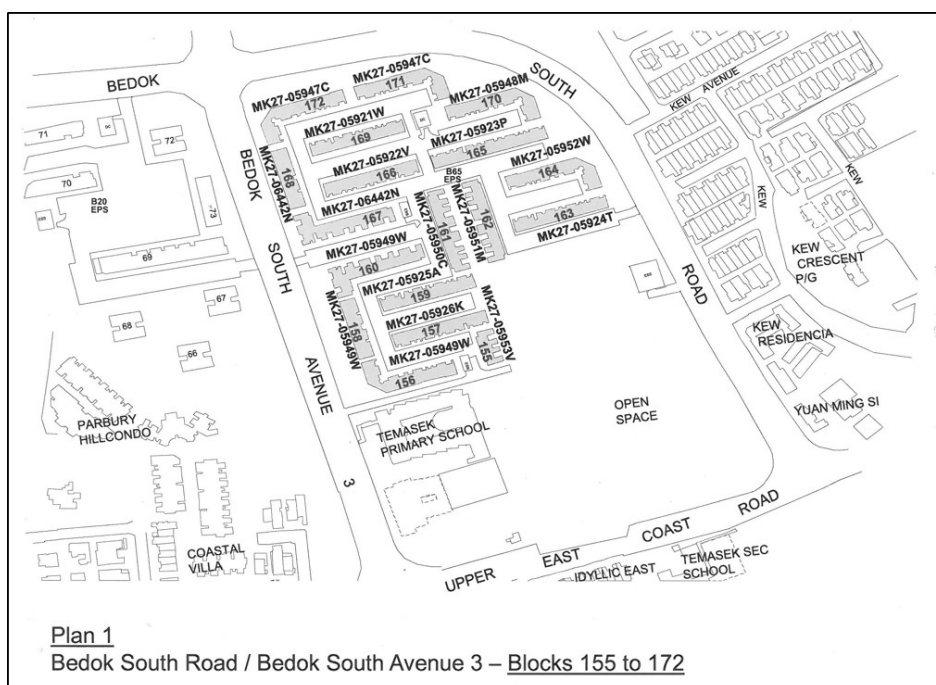 BEDOK
SOUTH
ROAD
KEW
AVENUE
KEW
KEW
BEDOK
SOUTH
AVENUE
3
MK27-05947C
172
MK27-05947C
171
MK27-05948M
170
MK27-05921W
169
MK27-05923P
165
MK27-05922V
166
MK27-05952W
164
B65
EPS
MK27-06442N
168
MK27-06442N
167
163
MK27-05924T
MK27-05950C
161
MK27-05951M
162
MK27-05949W
160
MK27-05925A
159
MK27-05926K
157
MK27-05949W
158
MK27-05949W
156
MK27-05953V
155
71
72
70
B20
EPS
73
69
67
68
66
PARBURY
HILLCONDO
TEMASEK
PRIMARY SCHOOL
OPEN
SPACE
KEW
CRESCENT
P/G
KEW
RESIDENCIA
YUAN MING SI
COASTAL
VILLA
UPPER EAST COAST ROAD
IDYLLIC EAST
TEMASEK SEC
SCHOOL
Plan 1
Bedok South Road / Bedok South Avenue 3 – Blocks 155 to 172